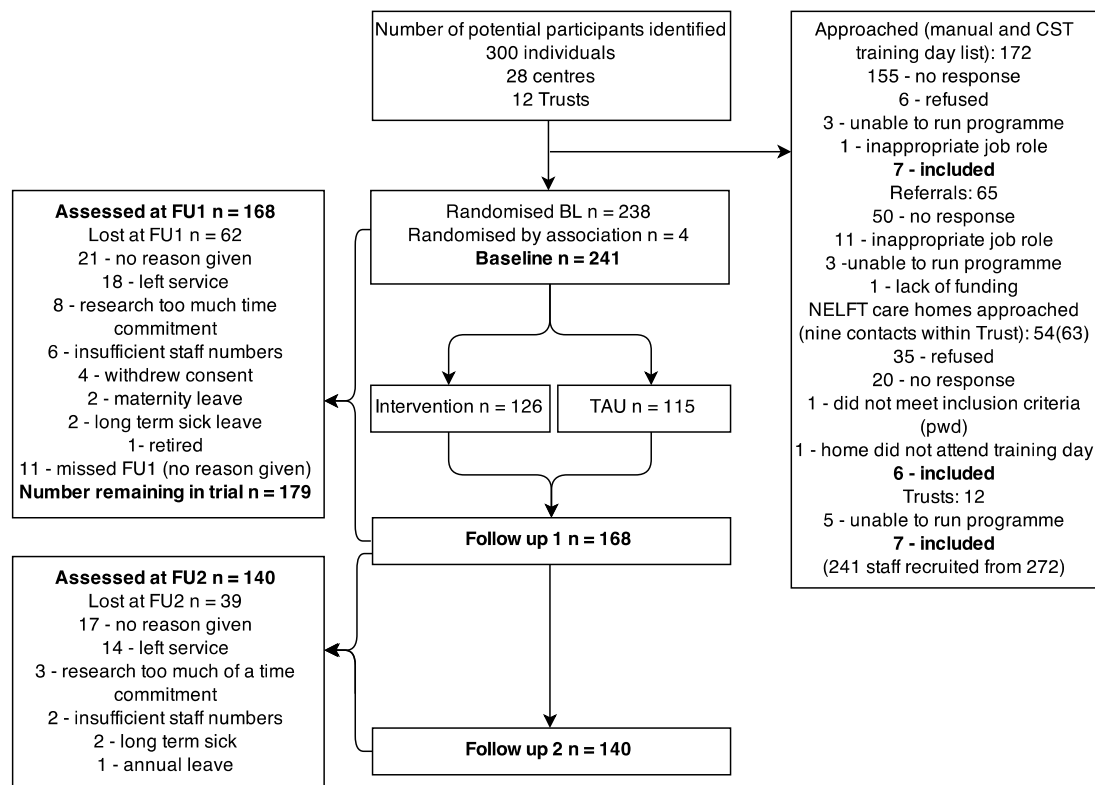 Number of potential participants identified
300 individuals
28 centres
12 Trusts
Approached (manual and CST
training day list): 172
155 - no response
6 - refused
3 - unable to run programme
1 - inappropriate job role
7 - included
Referrals: 65
50 - no response
11 - inappropriate job role
3 -unable to run programme
1 - lack of funding
NELFT care homes approached
(nine contacts within Trust): 54(63)
35 - refused
20 - no response
1 - did not meet inclusion criteria
(pwd)
1 - home did not attend training day
6 - included
Trusts: 12
5 - unable to run programme
7 - included
(241 staff recruited from 272)
Randomised BL n = 238
Randomised by association n = 4
Baseline n = 241
Assessed at FU1 n = 168
Lost at FU1 n = 62
21 - no reason given
18 - left service
8 - research too much time
commitment
6 - insufficient staff numbers
4 - withdrew consent
2 - maternity leave
2 - long term sick leave
1- retired
11 - missed FU1 (no reason given)
Number remaining in trial n = 179
Intervention n = 126
TAU n = 115
Follow up 1 n = 168
Assessed at FU2 n = 140
Lost at FU2 n = 39
17 - no reason given
14 - left service
3 - research too much of a time
commitment
2 - insufficient staff numbers
2 - long term sick
1 - annual leave
Follow up 2 n = 140